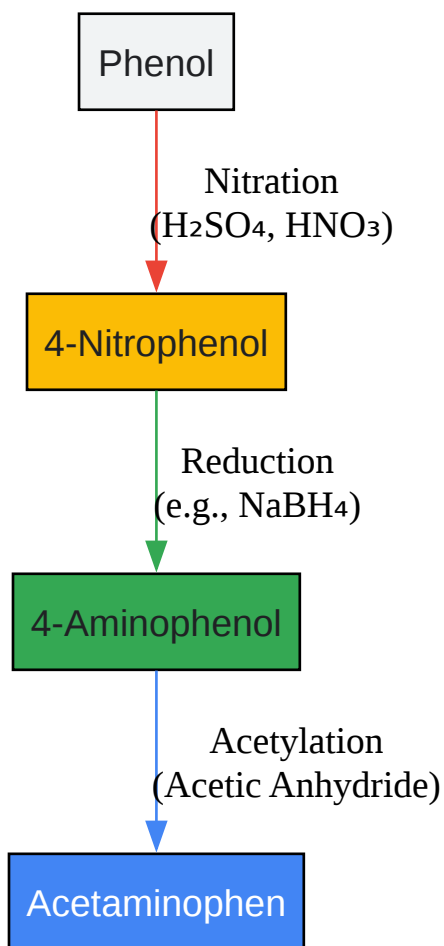 Phenol
Nitration
(H₂SO₄, HNO₃)
4-Nitrophenol
Reduction
(e.g., NaBH₄)
4-Aminophenol
Acetylation
(Acetic Anhydride)
Acetaminophen